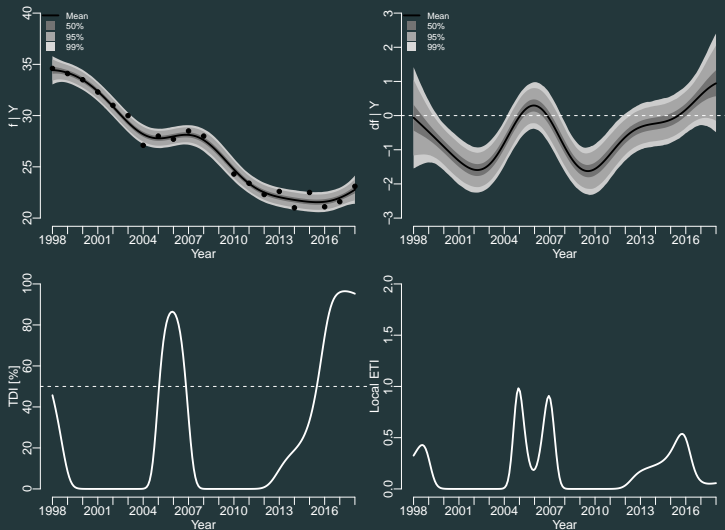 f | Y
20 25 30 35 40
Mean
50%
95%
99%
1998 2001 2004 2007 2010 2013 2016
Year
df | Y
−3 −2 −1 0 1 2 3
Mean
50%
95%
99%
1998 2001 2004 2007 2010 2013 2016
Year
TDI [%]
0 20 40 60 80 100
1998 2001 2004 2007 2010 2013 2016
Year
Local ETI
0.0 0.5 1.0 1.5 2.0
1998 2001 2004 2007 2010 2013 2016
Year